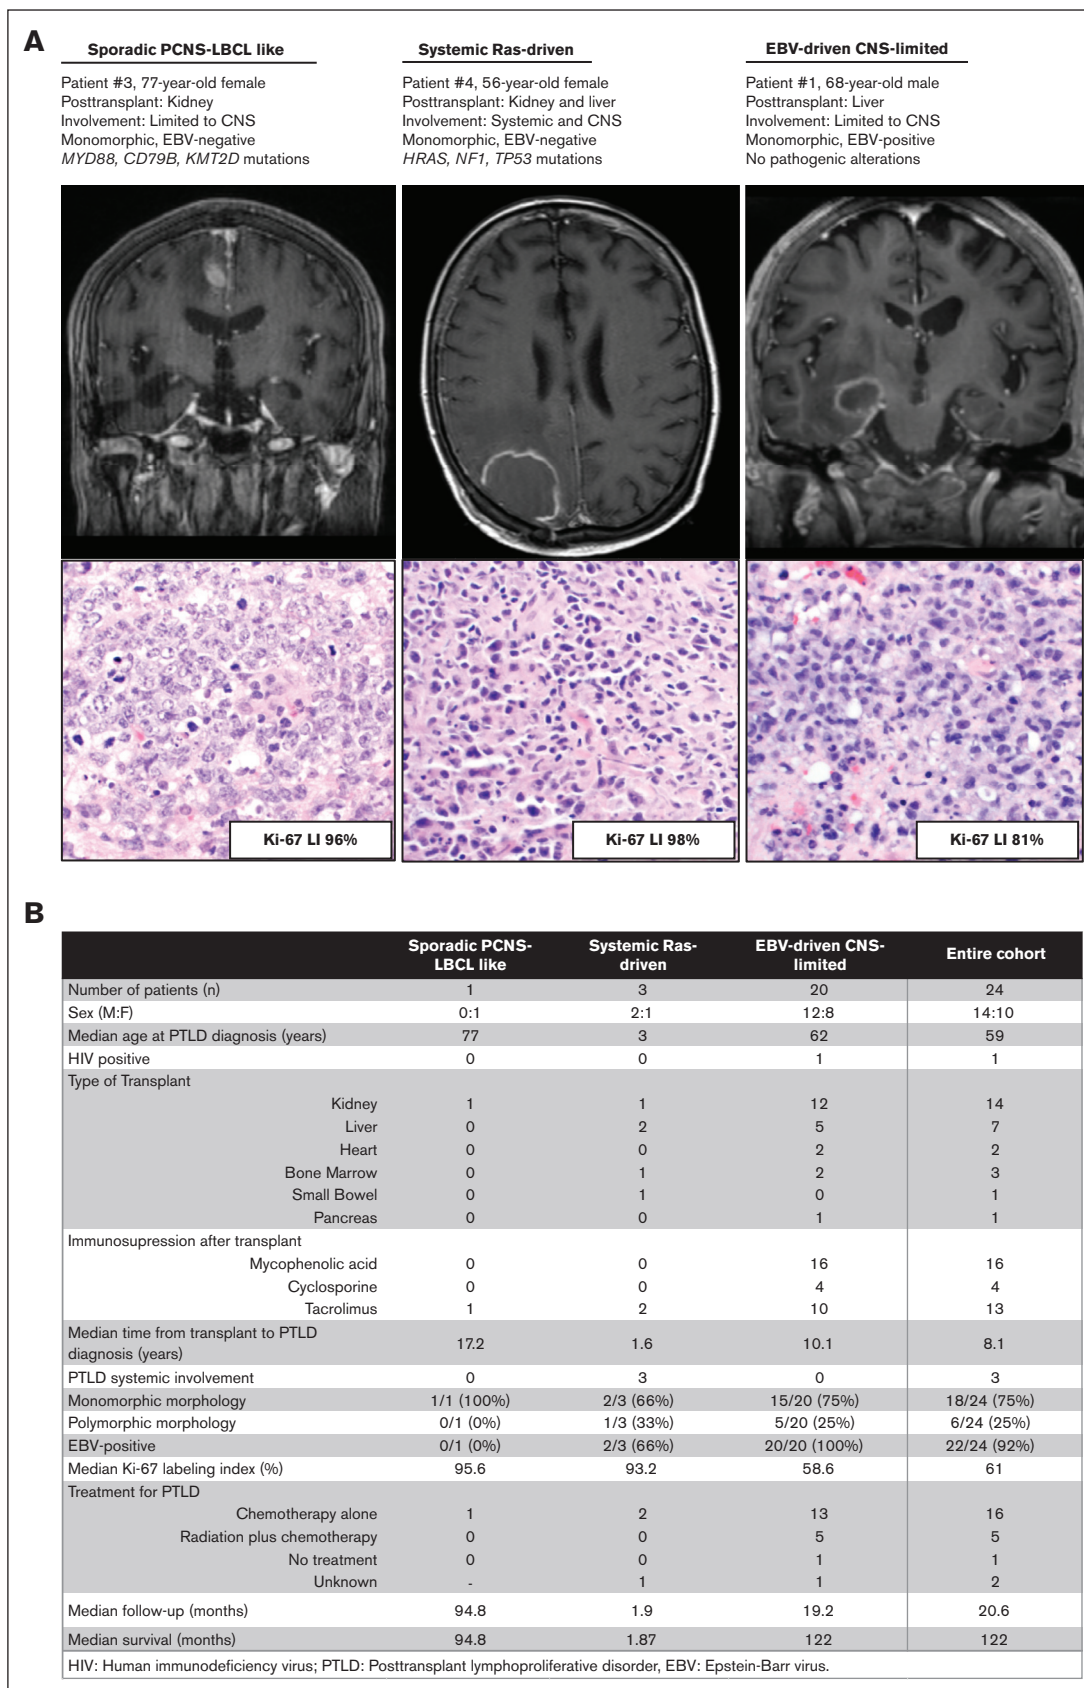 A
Sporadic PCNS-LBCL like
Patient #3, 77-year-old female
Posttransplant: Kidney
Involvement: Limited to CNS
Monomorphic, EBV-negative
MYD88, CD79B, KMT2D mutations
Systemic Ras-driven
Patient #4, 56-year-old female
Posttransplant: Kidney and liver
Involvement: Systemic and CNS
Monomorphic, EBV-negative
HRAS, NF1, TP53 mutations
EBV-driven CNS-limited
Patient #1, 68-year-old male
Posttransplant: Liver
Involvement: Limited to CNS
Monomorphic, EBV-positive
No pathogenic alterations
Ki-67 LI 96%
Ki-67 LI 98%
Ki-67 LI 81%
B
Sporadic PCNS-LBCL like Systemic Ras-driven EBV-driven CNS-limited Entire cohort
Number of patients (n) 1 3 20 24
Sex (M:F) 0:1 2:1 12:8 14:10
Median age at PTLD diagnosis (years) 77 3 62 59
HIV positive 0 0 1 1
Type of Transplant
Kidney 1 1 12 14
Liver 0 2 5 7
Heart 0 0 2 2
Bone Marrow 0 1 2 3
Small Bowel 0 1 0 1
Pancreas 0 0 1 1
Immunosupression after transplant
Mycophenolic acid 0 0 16 16
Cyclosporine 0 0 4 4
Tacrolimus 1 2 10 13
Median time from transplant to PTLD diagnosis (years) 17.2 1.6 10.1 8.1
PTLD systemic involvement 0 3 0 3
Monomorphic morphology 1/1 (100%) 2/3 (66%) 15/20 (75%) 18/24 (75%)
Polymorphic morphology 0/1 (0%) 1/3 (33%) 5/20 (25%) 6/24 (25%)
EBV-positive 0/1 (0%) 2/3 (66%) 20/20 (100%) 22/24 (92%)
Median Ki-67 labeling index (%) 95.6 93.2 58.6 61
Treatment for PTLD
Chemotherapy alone 1 2 13 16
Radiation plus chemotherapy 0 0 5 5
No treatment 0 0 1 1
Unknown - 1 1 2
Median follow-up (months) 94.8 1.9 19.2 20.6
Median survival (months) 94.8 1.87 122 122
HIV: Human immunodeficiency virus; PTLD: Posttransplant lymphoproliferative disorder, EBV: Epstein-Barr virus.